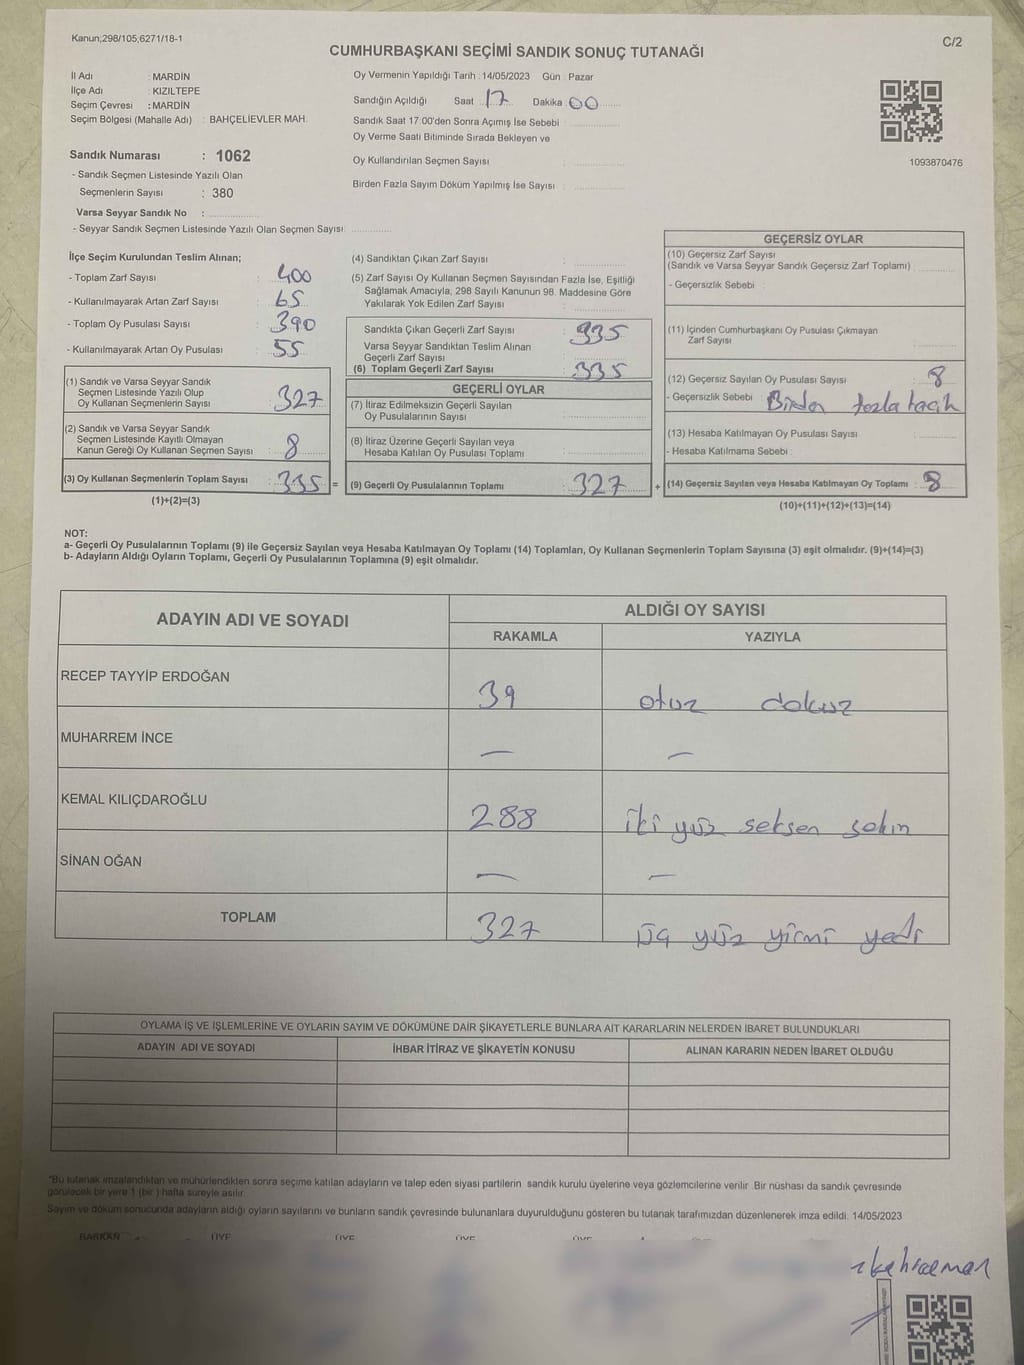 Kanun;298/105;6271/18-1
C/2
CUMHURBAŞKANI SEÇİMİ SANDIK SONUÇ TUTANAĞI
İl Adı : MARDİN
İlçe Adı : KIZILTEPE
Seçim Çevresi : MARDİN
Seçim Bölgesi (Mahalle Adı) : BAHÇELİEVLER MAH.
Sandık Numarası : 1062
- Sandık Seçmen Listesinde Yazılı Olan
Seçmenlerin Sayısı : 380
Varsa Seyyar Sandık No :
- Seyyar Sandık Seçmen Listesinde Yazılı Olan Seçmen Sayısı:
Oy Vermenin Yapıldığı Tarih : 14/05/2023 Gün : Pazar
Sandığın Açıldığı Saat : 17 Dakika : 00
Sandık Saat 17:00'den Sonra Açımış İse Sebebi :
Oy Verme Saati Bitiminde Sırada Bekleyen ve
Oy Kullandırılan Seçmen Sayısı :
Birden Fazla Sayım Döküm Yapılmış İse Sayısı :
1093870476
İlçe Seçim Kurulundan Teslim Alınan;
- Toplam Zarf Sayısı : 400
- Kullanılmayarak Artan Zarf Sayısı : 65
- Toplam Oy Pusulası Sayısı : 390
- Kullanılmayarak Artan Oy Pusulası : 55
(1) Sandık ve Varsa Seyyar Sandık
Seçmen Listesinde Yazılı Olup
Oy Kullanan Seçmenlerin Sayısı : 327
(2) Sandık ve Varsa Seyyar Sandık
Seçmen Listesinde Kayıtlı Olmayan
Kanun Gereği Oy Kullanan Seçmen Sayısı : 8
(3) Oy Kullanan Seçmenlerin Toplam Sayısı : 335
(1)+(2)=(3)
(4) Sandıktan Çıkan Zarf Sayısı :
(5) Zarf Sayısı Oy Kullanan Seçmen Sayısından Fazla İse, Eşitliği
Sağlamak Amacıyla, 298 Sayılı Kanunun 98. Maddesine Göre
Yakılarak Yok Edilen Zarf Sayısı :
Sandıkta Çıkan Geçerli Zarf Sayısı : 335
Varsa Seyyar Sandıktan Teslim Alınan
Geçerli Zarf Sayısı :
(6) Toplam Geçerli Zarf Sayısı : 335
GEÇERLİ OYLAR
(7) İtiraz Edilmeksizin Geçerli Sayılan
Oy Pusulalarının Sayısı :
(8) İtiraz Üzerine Geçerli Sayılan veya
Hesaba Katılan Oy Pusulası Toplamı :
= (9) Geçerli Oy Pusulalarının Toplamı : 327
GEÇERSİZ OYLAR
(10) Geçersiz Zarf Sayısı
(Sandık ve Varsa Seyyar Sandık Geçersiz Zarf Toplamı) :
- Geçersizlik Sebebi :
(11) İçinden Cumhurbaşkanı Oy Pusulası Çıkmayan
Zarf Sayısı :
(12) Geçersiz Sayılan Oy Pusulası Sayısı : 8
- Geçersizlik Sebebi : Birden fazla tercih
(13) Hesaba Katılmayan Oy Pusulası Sayısı :
- Hesaba Katılmama Sebebi :
+ (14) Geçersiz Sayılan veya Hesaba Katılmayan Oy Toplamı : 8
(10)+(11)+(12)+(13)=(14)
NOT:
a- Geçerli Oy Pusulalarının Toplamı (9) ile Geçersiz Sayılan veya Hesaba Katılmayan Oy Toplamı (14) Toplamları, Oy Kullanan Seçmenlerin Toplam Sayısına (3) eşit olmalıdır. (9)+(14)=(3)
b- Adayların Aldığı Oyların Toplamı, Geçerli Oy Pusulalarının Toplamına (9) eşit olmalıdır.
ADAYIN ADI VE SOYADI
ALDIĞI OY SAYISI
RAKAMLA YAZIYLA
RECEP TAYYİP ERDOĞAN 39 otuz dokuz
MUHARREM İNCE — —
KEMAL KILIÇDAROĞLU 288 iki yüz seksen sekin
SİNAN OĞAN — —
TOPLAM 327 üç yüz yirmi yedi
OYLAMA İŞ VE İŞLEMLERİNE VE OYLARIN SAYIM VE DÖKÜMÜNE DAİR ŞİKAYETLERLE BUNLARA AİT KARARLARIN NELERDEN İBARET BULUNDUKLARI
ADAYIN ADI VE SOYADI İHBAR İTİRAZ VE ŞİKAYETİN KONUSU ALINAN KARARIN NEDEN İBARET OLDUĞU
*Bu tutanak imzalandıktan ve mühürlendikten sonra seçime katılan adayların ve talep eden siyasi partilerin sandık kurulu üyelerine veya gözlemcilerine verilir .Bir nüshası da sandık çevresinde
görülecek bir yere 1 (bir ) hafta süreyle asılır.
Sayım ve döküm sonucunda adayların aldığı oyların sayılarını ve bunların sandık çevresinde bulunanlara duyurulduğunu gösteren bu tutanak tarafımızdan düzenlenerek imza edildi. 14/05/2023
BAŞKAN ÜYE ÜYE ÜYE ÜYE